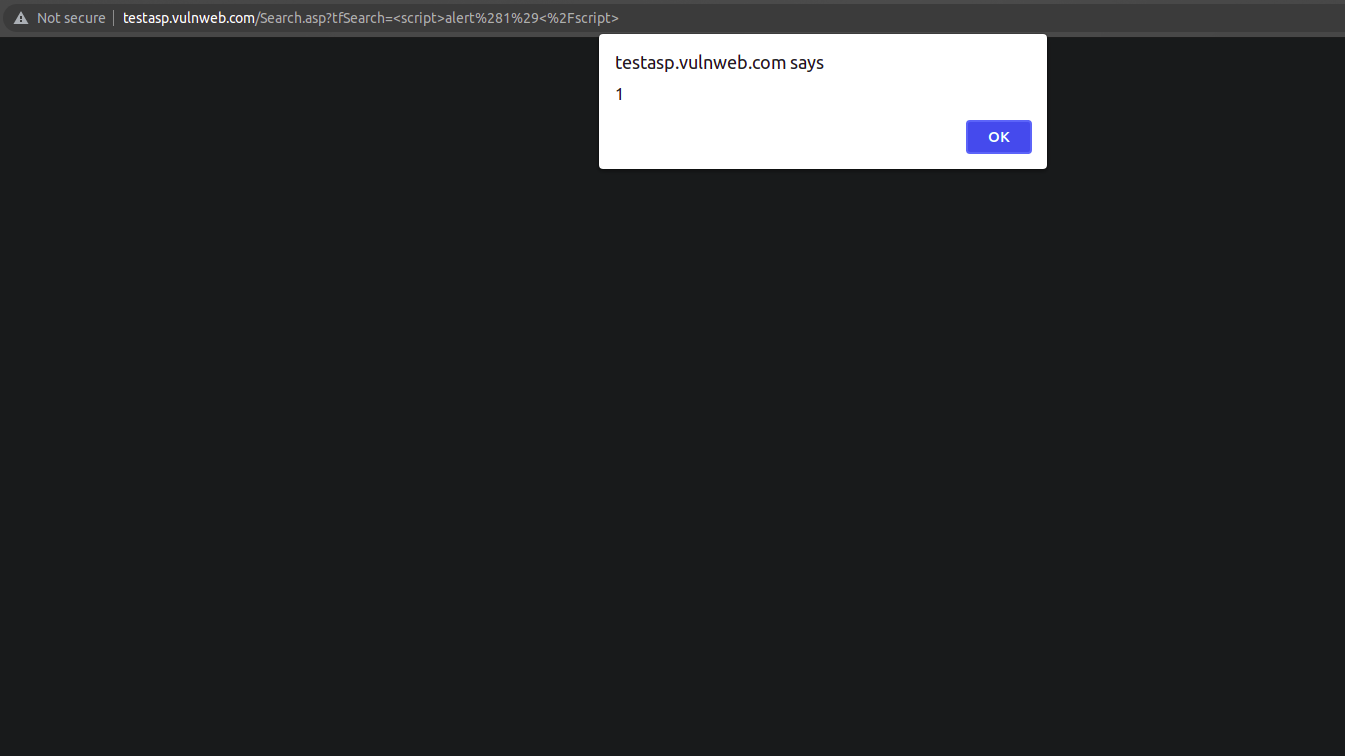 Not secure testasp.vulnweb.com/Search.asp?tfSearch=<script>alert%281%29<%2Fscript>
testasp.vulnweb.com says
1
OK